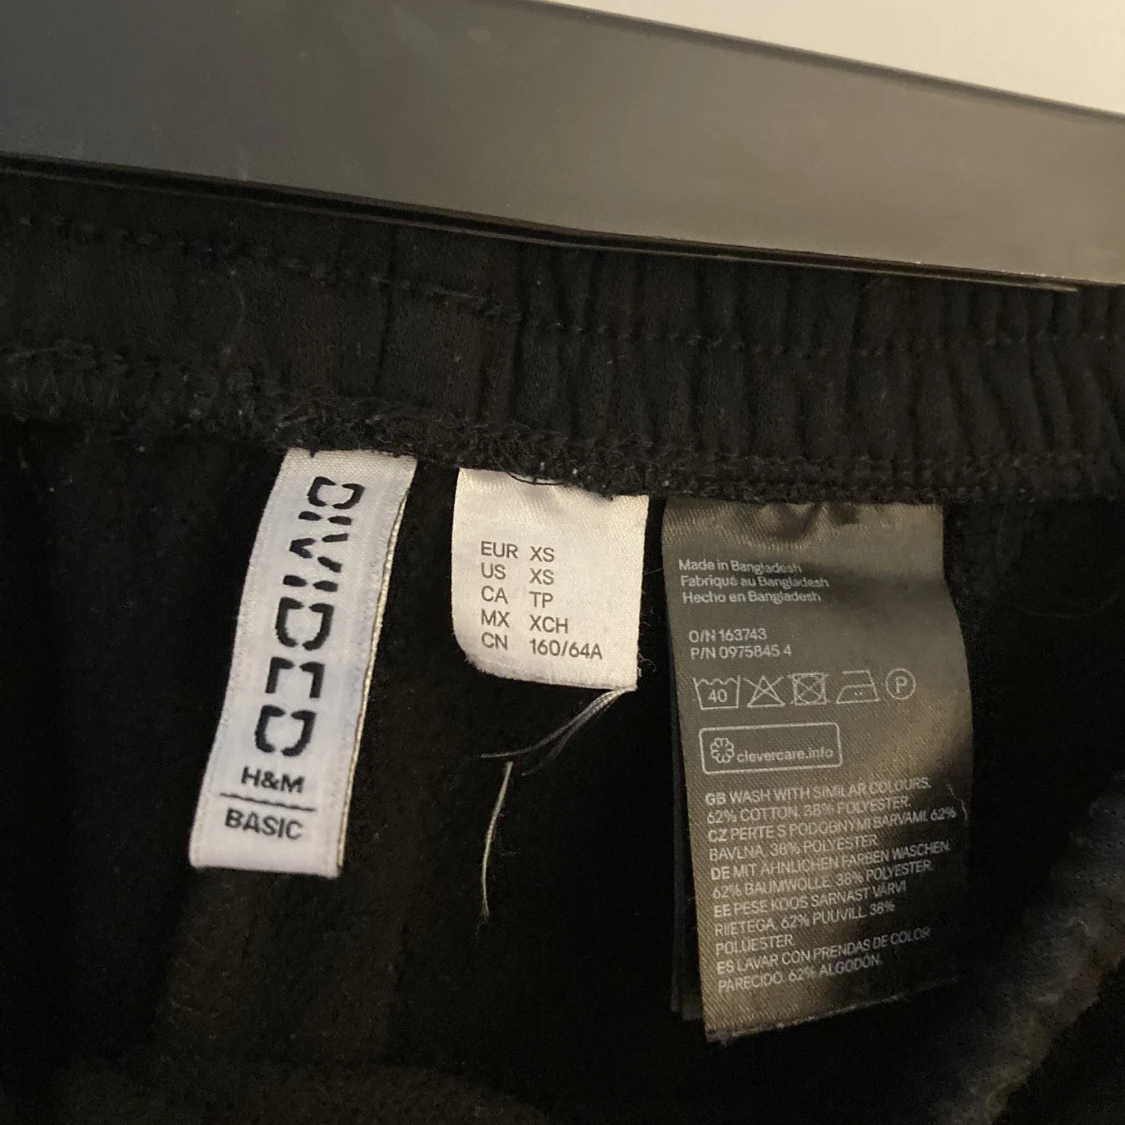 DIVIDED
H&M
BASIC
EUR XS
US XS
CA TP
MX XCH
CN 160/64A
Made in Bangladesh
Fabriqué au Bangladesh
Hecho en Bangladesh
O/N 163743
P/N 0975845 4
40
P
clevercare.info
GB WASH WITH SIMILAR COLOURS.
62% COTTON. 38% POLYESTER.
CZ PERTE S PODOBNYMI BARVAMI. 62%
BAVLNA. 38% POLYESTER.
DE MIT ÄHNLICHEN FARBEN WASCHEN.
62% BAUMWOLLE. 38% POLYESTER.
EE PESE KOOS SARNAST VÄRVI
RIIETEGA. 62% PUUVILL 38%
POLUESTER.
ES LAVAR CON PRENDAS DE COLOR
PARECIDO. 62% ALGODÓN.